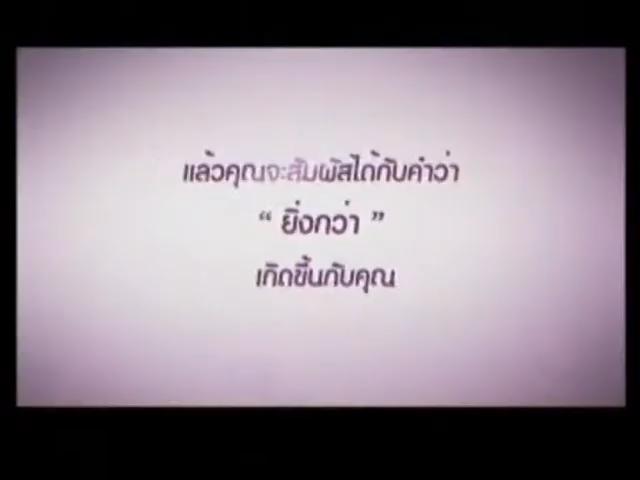 แล้วคุณจะสัมผัสได้กับคำว่า
“ ยิ่งกว่า ”
เกิดขึ้นกับคุณ